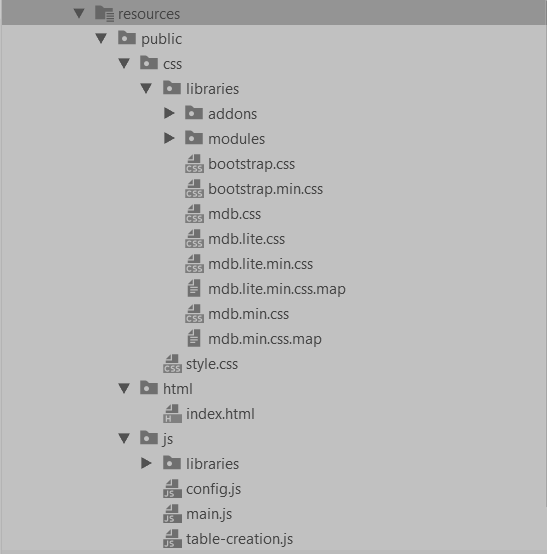 resources
public
css
libraries
addons
modules
bootstrap.css
bootstrap.min.css
mdb.css
mdb.lite.css
mdb.lite.min.css
mdb.lite.min.css.map
mdb.min.css
mdb.min.css.map
style.css
html
index.html
js
libraries
config.js
main.js
table-creation.js